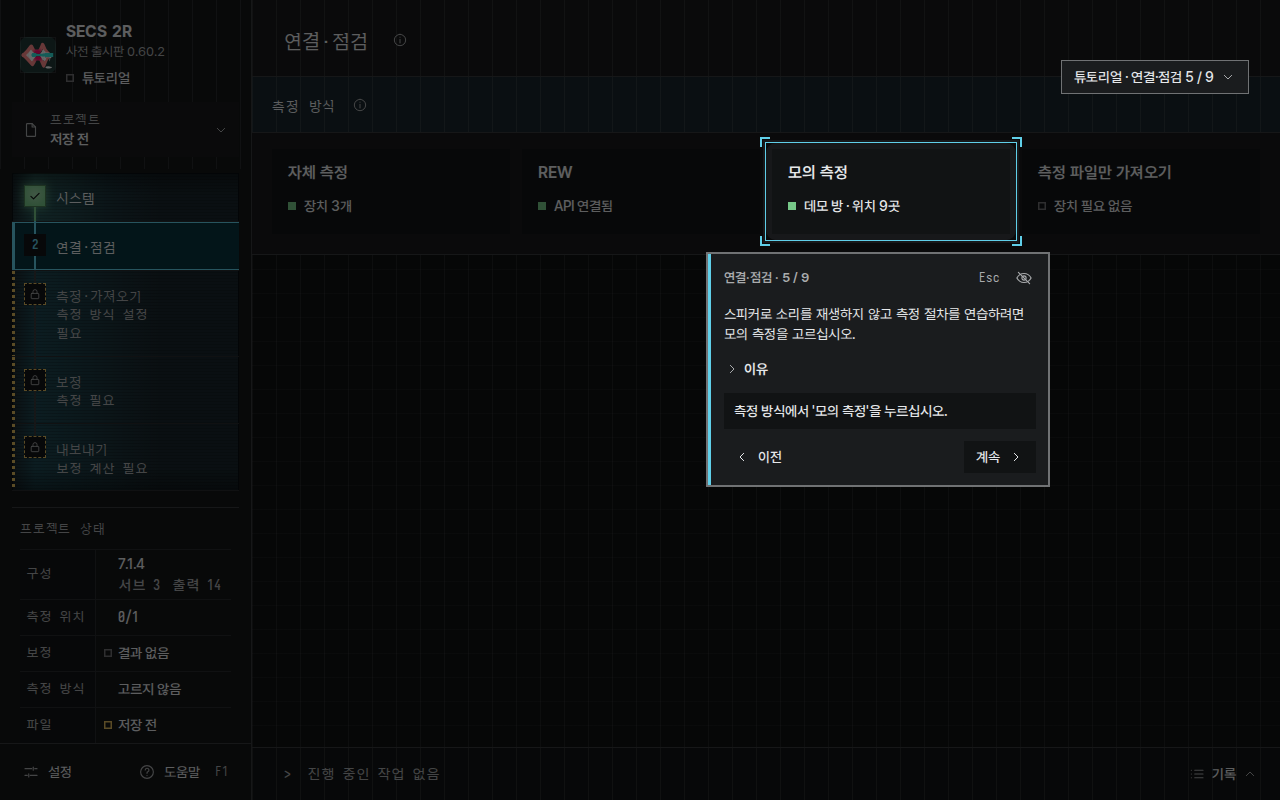 SECS 2R
사전 출시판 0.60.2
튜토리얼
프로젝트
저장 전
시스템
2
연결·점검
측정·가져오기
측정 방식 설정
필요
보정
측정 필요
내보내기
보정 계산 필요
프로젝트 상태
구성
7.1.4
서브 3 출력 14
측정 위치
0/1
보정
결과 없음
측정 방식
고르지 않음
파일
저장 전
설정
도움말
F1
연결·점검
튜토리얼 · 연결·점검 5 / 9
측정 방식
자체 측정
장치 3개
REW
API 연결됨
모의 측정
데모 방 · 위치 9곳
측정 파일만 가져오기
장치 필요 없음
연결·점검 · 5 / 9
Esc
스피커로 소리를 재생하지 않고 측정 절차를 연습하려면
모의 측정을 고르십시오.
이유
측정 방식에서 '모의 측정'을 누르십시오.
이전
계속
> 진행 중인 작업 없음
기록